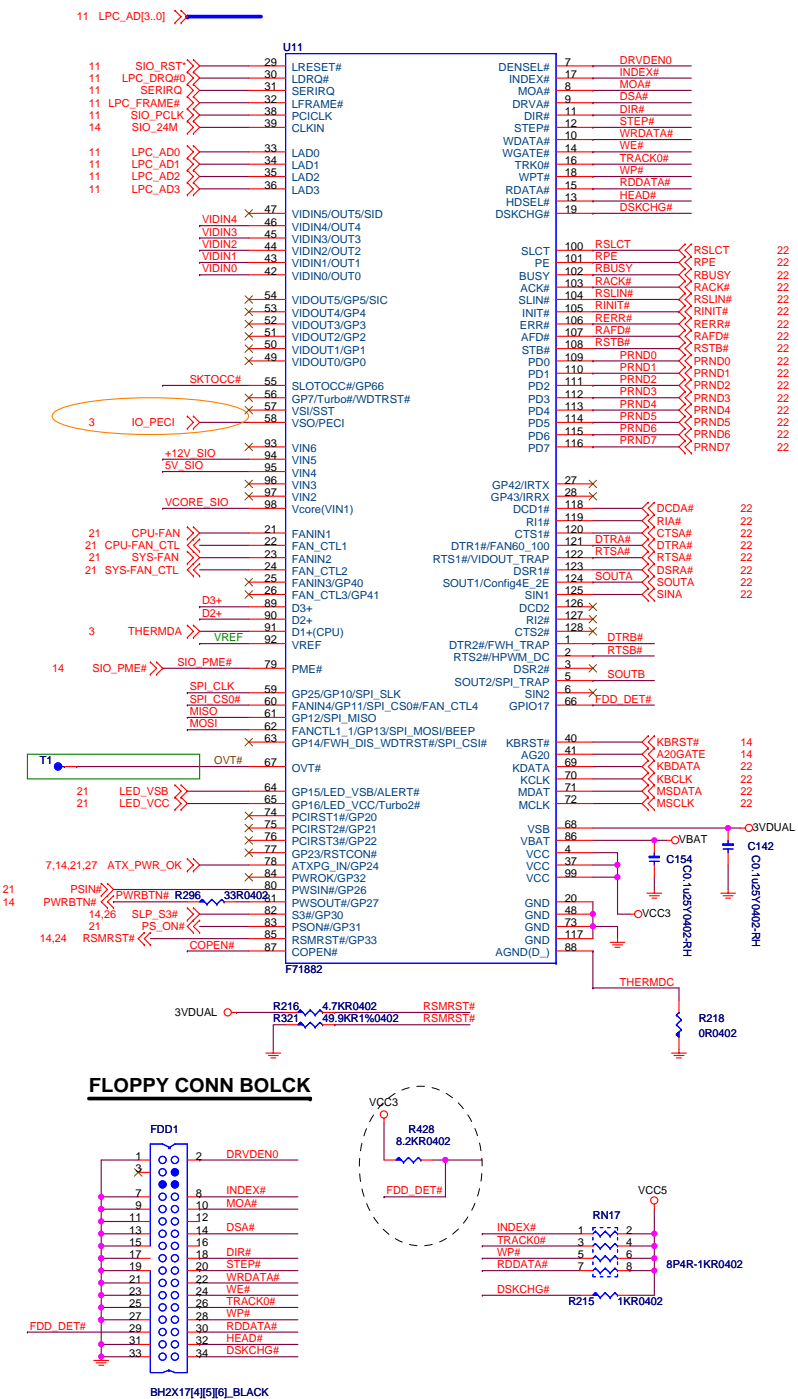 11 LPC_AD[3..0]
U11
11 SIO_RST* 29 LRESET#
11 LPC_DRQ#0 30 LDRQ#
11 SERIRQ 31 SERIRQ
11 LPC_FRAME# 32 LFRAME#
11 SIO_PCLK 38 PCICLK
14 SIO_24M 39 CLKIN
11 LPC_AD0 33 LAD0
11 LPC_AD1 34 LAD1
11 LPC_AD2 35 LAD2
11 LPC_AD3 36 LAD3
47 VIDIN5/OUT5/SID
VIDIN4 46 VIDIN4/OUT4
VIDIN3 45 VIDIN3/OUT3
VIDIN2 44 VIDIN2/OUT2
VIDIN1 43 VIDIN1/OUT1
VIDIN0 42 VIDIN0/OUT0
54 VIDOUT5/GP5/SIC
53 VIDOUT4/GP4
52 VIDOUT3/GP3
51 VIDOUT2/GP2
50 VIDOUT1/GP1
49 VIDOUT0/GP0
SKTOCC# 55 SLOTOCC#/GP66
56 GP7/Turbo#/WDTRST#
57 VSI/SST
3 IO_PECI 58 VSO/PECI
93 VIN6
+12V_SIO 94 VIN5
5V_SIO 95 VIN4
96 VIN3
97 VIN2
VCORE_SIO 98 Vcore(VIN1)
21 CPU-FAN 21 FANIN1
21 CPU-FAN_CTL 22 FAN_CTL1
21 SYS-FAN 23 FANIN2
21 SYS-FAN_CTL 24 FAN_CTL2
25 FANIN3/GP40
26 FAN_CTL3/GP41
D3+ 89 D3+
D2+ 90 D2+
3 THERMDA 91 D1+(CPU)
VREF 92 VREF
14 SIO_PME# SIO_PME# 79 PME#
SPI_CLK 59 GP25/GP10/SPI_SLK
SPI_CS0# 60 FANIN4/GP11/SPI_CS0#/FAN_CTL4
MISO 61 GP12/SPI_MISO
MOSI 62 FANCTL1_1/GP13/SPI_MOSI/BEEP
63 GP14/FWH_DIS_WDTRST#/SPI_CSI#
T1 OVT# 67 OVT#
21 LED_VSB 64 GP15/LED_VSB/ALERT#
21 LED_VCC 65 GP16/LED_VCC/Turbo2#
74 PCIRST1#/GP20
75 PCIRST2#/GP21
76 PCIRST3#/GP22
77 GP23/RSTCON#
7,14,21,27 ATX_PWR_OK 78 ATXPG_IN/GP24
84 PWROK/GP32
21 PSIN# 80 PWSIN#/GP26
14 PWRBTN# PWRBTN# R296 33R0402 81 PWSOUT#/GP27
14,26 SLP_S3# 82 S3#/GP30
21 PS_ON# 83 PSON#/GP31
14,24 RSMRST# 85 RSMRST#/GP33
COPEN# 87 COPEN#
F71882
DENSEL# 7 DRVDEN0
INDEX# 17 INDEX#
MOA# 8 MOA#
DRVA# 9 DSA#
DIR# 11 DIR#
STEP# 12 STEP#
WDATA# 10 WRDATA#
WGATE# 14 WE#
TRK0# 16 TRACK0#
WPT# 18 WP#
RDATA# 15 RDDATA#
HDSEL# 13 HEAD#
DSKCHG# 19 DSKCHG#
SLCT 100 RSLCT RSLCT 22
PE 101 RPE RPE 22
BUSY 102 RBUSY RBUSY 22
ACK# 103 RACK# RACK# 22
SLIN# 104 RSLIN# RSLIN# 22
INIT# 105 RINIT# RINIT# 22
ERR# 106 RERR# RERR# 22
AFD# 107 RAFD# RAFD# 22
STB# 108 RSTB# RSTB# 22
PD0 109 PRND0 PRND0 22
PD1 110 PRND1 PRND1 22
PD2 111 PRND2 PRND2 22
PD3 112 PRND3 PRND3 22
PD4 113 PRND4 PRND4 22
PD5 114 PRND5 PRND5 22
PD6 115 PRND6 PRND6 22
PD7 116 PRND7 PRND7 22
GP42/IRTX 27
GP43/IRRX 28
DCD1# 118 DCDA# 22
RI1# 119 RIA# 22
CTS1# 120 CTSA# 22
DTR1#/FAN60_100 121 DTRA# DTRA# 22
RTS1#/VIDOUT_TRAP 122 RTSA# RTSA# 22
DSR1# 123 DSRA# 22
SOUT1/Config4E_2E 124 SOUTA SOUTA 22
SIN1 125 SINA 22
DCD2 126
RI2# 127
CTS2# 128
DTR2#/FWH_TRAP 1 DTRB#
RTS2#/HPWM_DC 2 RTSB#
DSR2# 3
SOUT2/SPI_TRAP 5 SOUTB
SIN2 6
GPIO17 66 FDD_DET#
KBRST# 40 KBRST# 14
AG20 41 A20GATE 14
KDATA 69 KBDATA 22
KCLK 70 KBCLK 22
MDAT 71 MSDATA 22
MCLK 72 MSCLK 22
VSB 68 3VDUAL
VBAT 86 VBAT
VCC 4
VCC 37
VCC 99
VCC3
C154 C0.1u25Y0402-RH
C142 C0.1u25Y0402-RH
GND 20
GND 48
GND 73
GND 117
AGND(D_) 88
THERMDC
R218
0R0402
3VDUAL R216 4.7KR0402 RSMRST#
R321 49.9KR1%0402 RSMRST#
FLOPPY CONN BOLCK
FDD1
1 2 DRVDEN0
3
7 8 INDEX#
9 10 MOA#
11 12
13 14 DSA#
15 16
17 18 DIR#
19 20 STEP#
21 22 WRDATA#
23 24 WE#
25 26 TRACK0#
27 28 WP#
FDD_DET# 29 30 RDDATA#
31 32 HEAD#
33 34 DSKCHG#
BH2X17[4][5][6]_BLACK
VCC3
R428
8.2KR0402
FDD_DET#
VCC5
RN17
INDEX# 1 2
TRACK0# 3 4
WP# 5 6
RDDATA# 7 8
8P4R-1KR0402
DSKCHG# R215 1KR0402